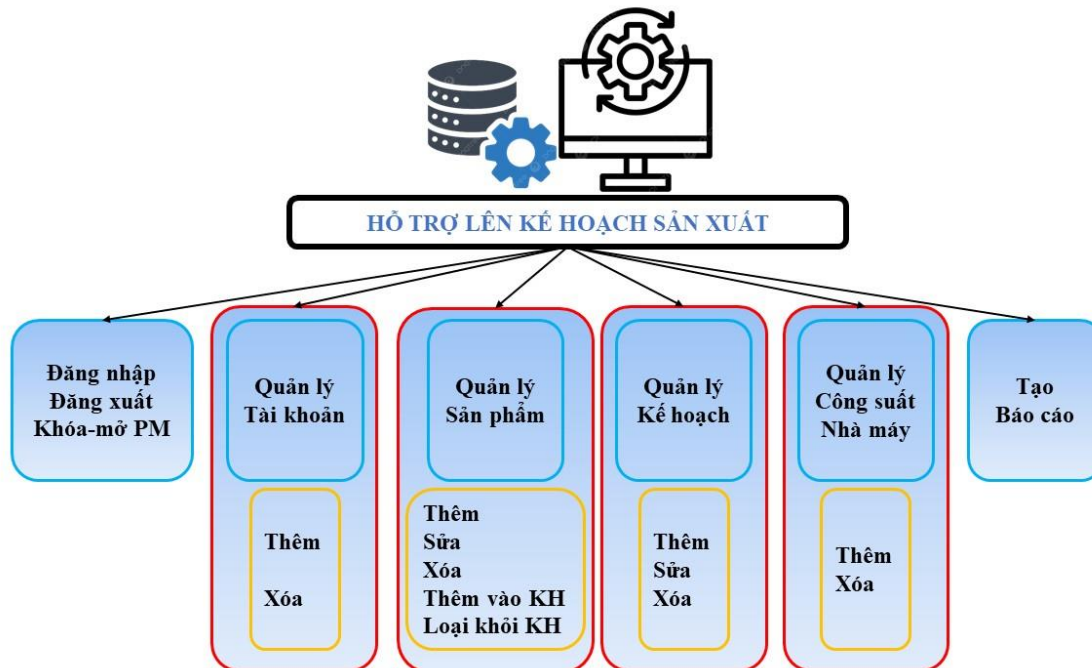 HỖ TRỢ LÊN KẾ HOẠCH SẢN XUẤT
Đăng nhập
Đăng xuất
Khóa-mở PM
Quản lý
Tài khoản
Thêm
Xóa
Quản lý
Sản phẩm
Thêm
Sửa
Xóa
Thêm vào KH
Loại khỏi KH
Quản lý
Kế hoạch
Thêm
Sửa
Xóa
Quản lý
Công suất
Nhà máy
Thêm
Xóa
Tạo
Báo cáo